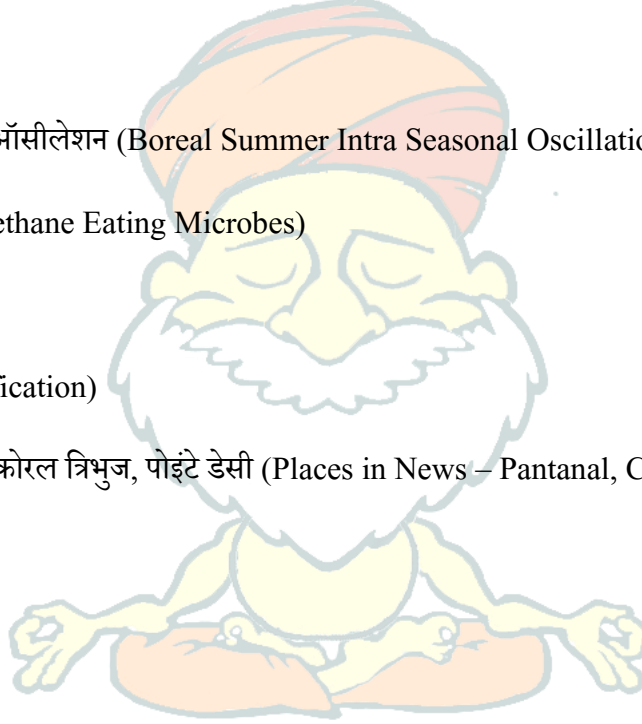 ऑसीलेशन (Boreal Summer Intra Seasonal Oscillatio
ethane Eating Microbes)
ication)
कोरल त्रिभुज, पोइंटे डेसी (Places in News – Pantanal, C